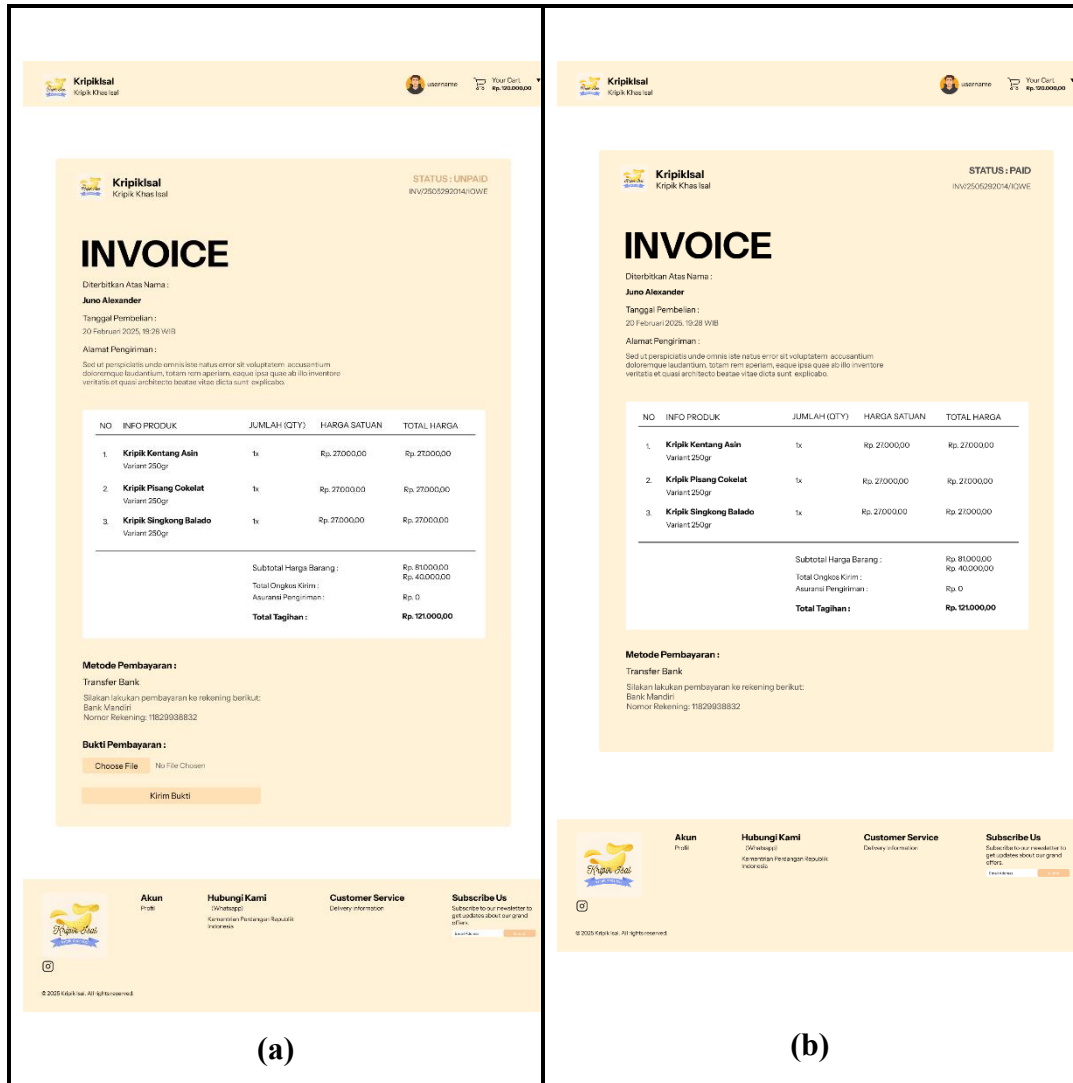 KripikIsal
Kripik Khas Isal
username
Your Cart
Rp. 120.000,00
KripikIsal
Kripik Khas Isal
STATUS : UNPAID
INV/2505292014/IQWE
INVOICE
Diterbitkan Atas Nama :
Juno Alexander
Tanggal Pembelian :
20 Februari 2025, 19:28 WIB
Alamat Pengiriman :
Sed ut perspiciatis unde omnis iste natus error sit voluptatem accusantium
doloremque laudantium, totam rem aperiam, eaque ipsa quae ab illo inventore
veritatis et quasi architecto beatae vitae dicta sunt explicabo.
NO INFO PRODUK JUMLAH (QTY) HARGA SATUAN TOTAL HARGA
1. Kripik Kentang Asin 1x Rp. 27.000,00 Rp. 27.000,00
Variant 250gr
2. Kripik Pisang Cokelat 1x Rp. 27.000.00 Rp. 27.000,00
Variant 250gr
3. Kripik Singkong Balado 1x Rp. 27.000,00 Rp. 27.000,00
Variant 250gr
Subtotal Harga Barang : Rp. 81.000,00
Rp. 40.000,00
Total Ongkos Kirim :
Asuransi Pengiriman : Rp. 0
Total Tagihan : Rp. 121.000,00
Metode Pembayaran :
Transfer Bank
Silakan lakukan pembayaran ke rekening berikut:
Bank Mandiri
Nomor Rekening: 11829938832
Bukti Pembayaran :
Choose File No File Chosen
Kirim Bukti
Kripik Isal
Akun
Profil
Hubungi Kami
(Whatsapp)
Kementrian Perdangan Republik
Indonesia
Customer Service
Delivery information
Subscribe Us
Subscribe to our newsletter to
get updates about our grand
offers.
Email Address
© 2025 KripikIsal. All rights reserved.
(a)
KripikIsal
Kripik Khas Isal
username
Your Cart
Rp. 120.000,00
KripikIsal
Kripik Khas Isal
STATUS : PAID
INV/2505292014/IQWE
INVOICE
Diterbitkan Atas Nama :
Juno Alexander
Tanggal Pembelian :
20 Februari 2025, 19:28 WIB
Alamat Pengiriman :
Sed ut perspiciatis unde omnis iste natus error sit voluptatem accusantium
doloremque laudantium, totam rem aperiam, eaque ipsa quae ab illo inventore
veritatis et quasi architecto beatae vitae dicta sunt explicabo.
NO INFO PRODUK JUMLAH (QTY) HARGA SATUAN TOTAL HARGA
1. Kripik Kentang Asin 1x Rp. 27.000,00 Rp. 27.000,00
Variant 250gr
2. Kripik Pisang Cokelat 1x Rp. 27.000,00 Rp. 27.000,00
Variant 250gr
3. Kripik Singkong Balado 1x Rp. 27.000,00 Rp. 27.000,00
Variant 250gr
Subtotal Harga Barang : Rp. 81.000,00
Rp. 40.000,00
Total Ongkos Kirim :
Asuransi Pengiriman : Rp. 0
Total Tagihan : Rp. 121.000,00
Metode Pembayaran :
Transfer Bank
Silakan lakukan pembayaran ke rekening berikut:
Bank Mandiri
Nomor Rekening: 11829938832
Kripik Isal
Akun
Profil
Hubungi Kami
(Whatsapp)
Kementrian Perdangan Republik
Indonesia
Customer Service
Delivery information
Subscribe Us
Subscribe to our newsletter to
get updates about our grand
offers.
Email Address
© 2025 KripikIsal. All rights reserved.
(b)